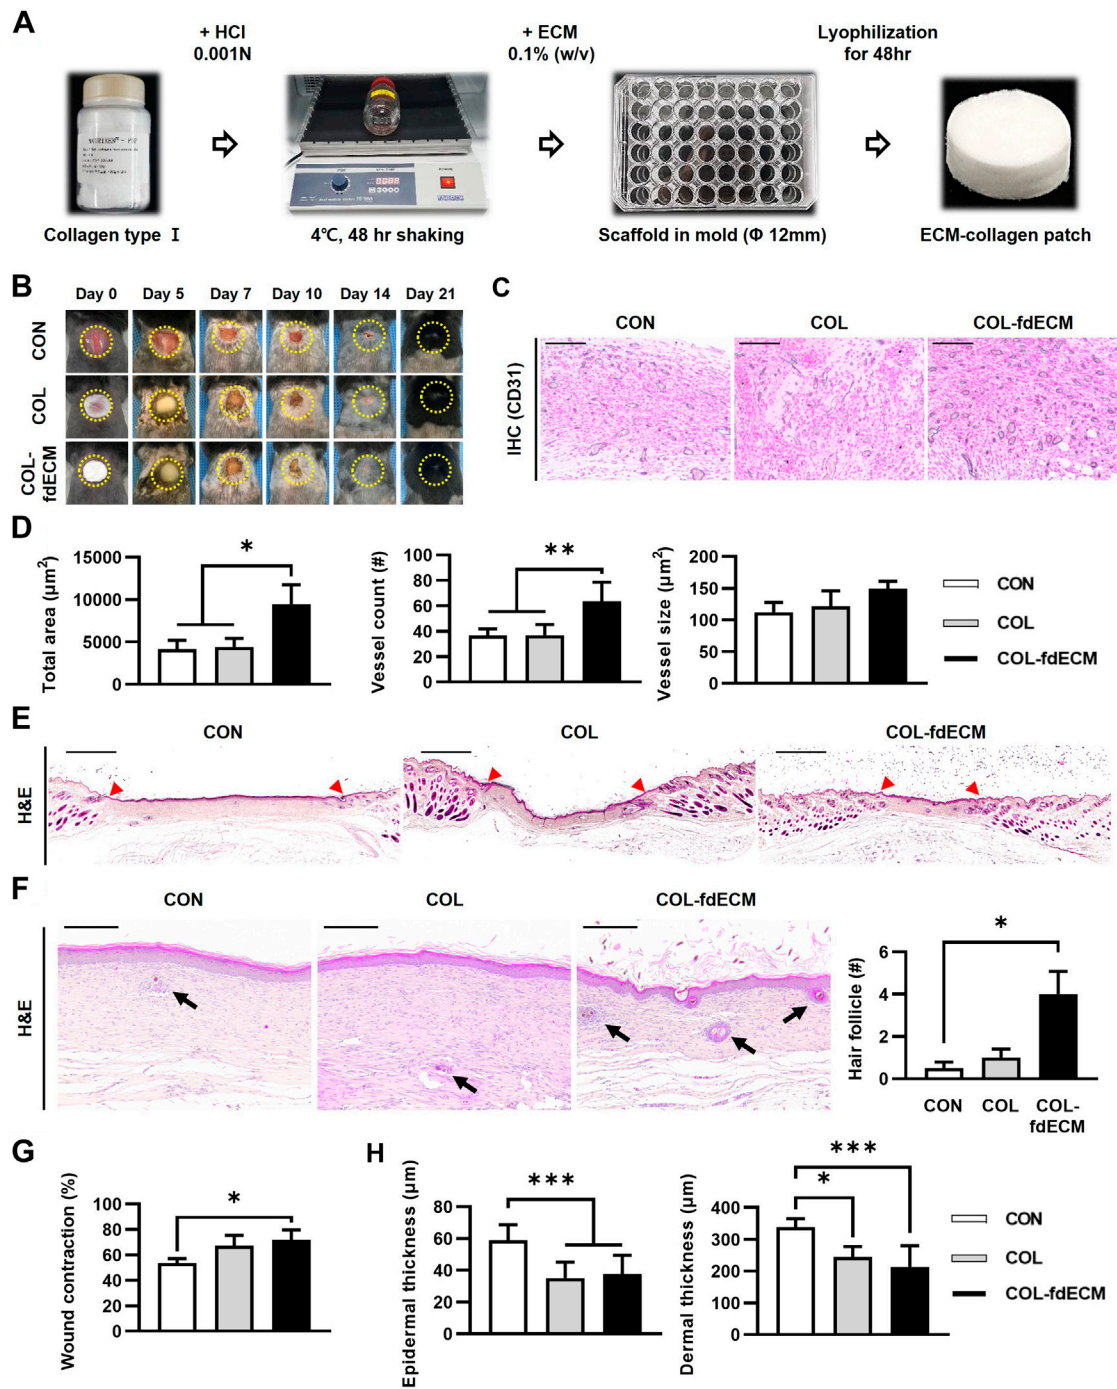 A
+ HCl
0.001N
+ ECM
0.1% (w/v)
Lyophilization
for 48hr
Collagen type Ⅰ
4℃, 48 hr shaking
Scaffold in mold (Φ 12mm)
ECM-collagen patch
B
Day 0 Day 5 Day 7 Day 10 Day 14 Day 21
CON
COL
COL-
fdECM
C
CON COL COL-fdECM
IHC (CD31)
D
Total area (μm²)
15000
10000
5000
0
*
Vessel count (#)
100
80
60
40
20
0
**
Vessel size (μm²)
200
150
100
50
0
CON
COL
COL-fdECM
E
CON COL COL-fdECM
H&E
F
CON COL COL-fdECM
H&E
Hair follicle (#)
6
4
2
0
*
CON COL COL-
fdECM
G
Wound contraction (%)
100
80
60
40
20
0
*
H
Epidermal thickness (μm)
80
60
40
20
0
***
Dermal thickness (μm)
400
300
200
100
0
***
*
CON
COL
COL-fdECM